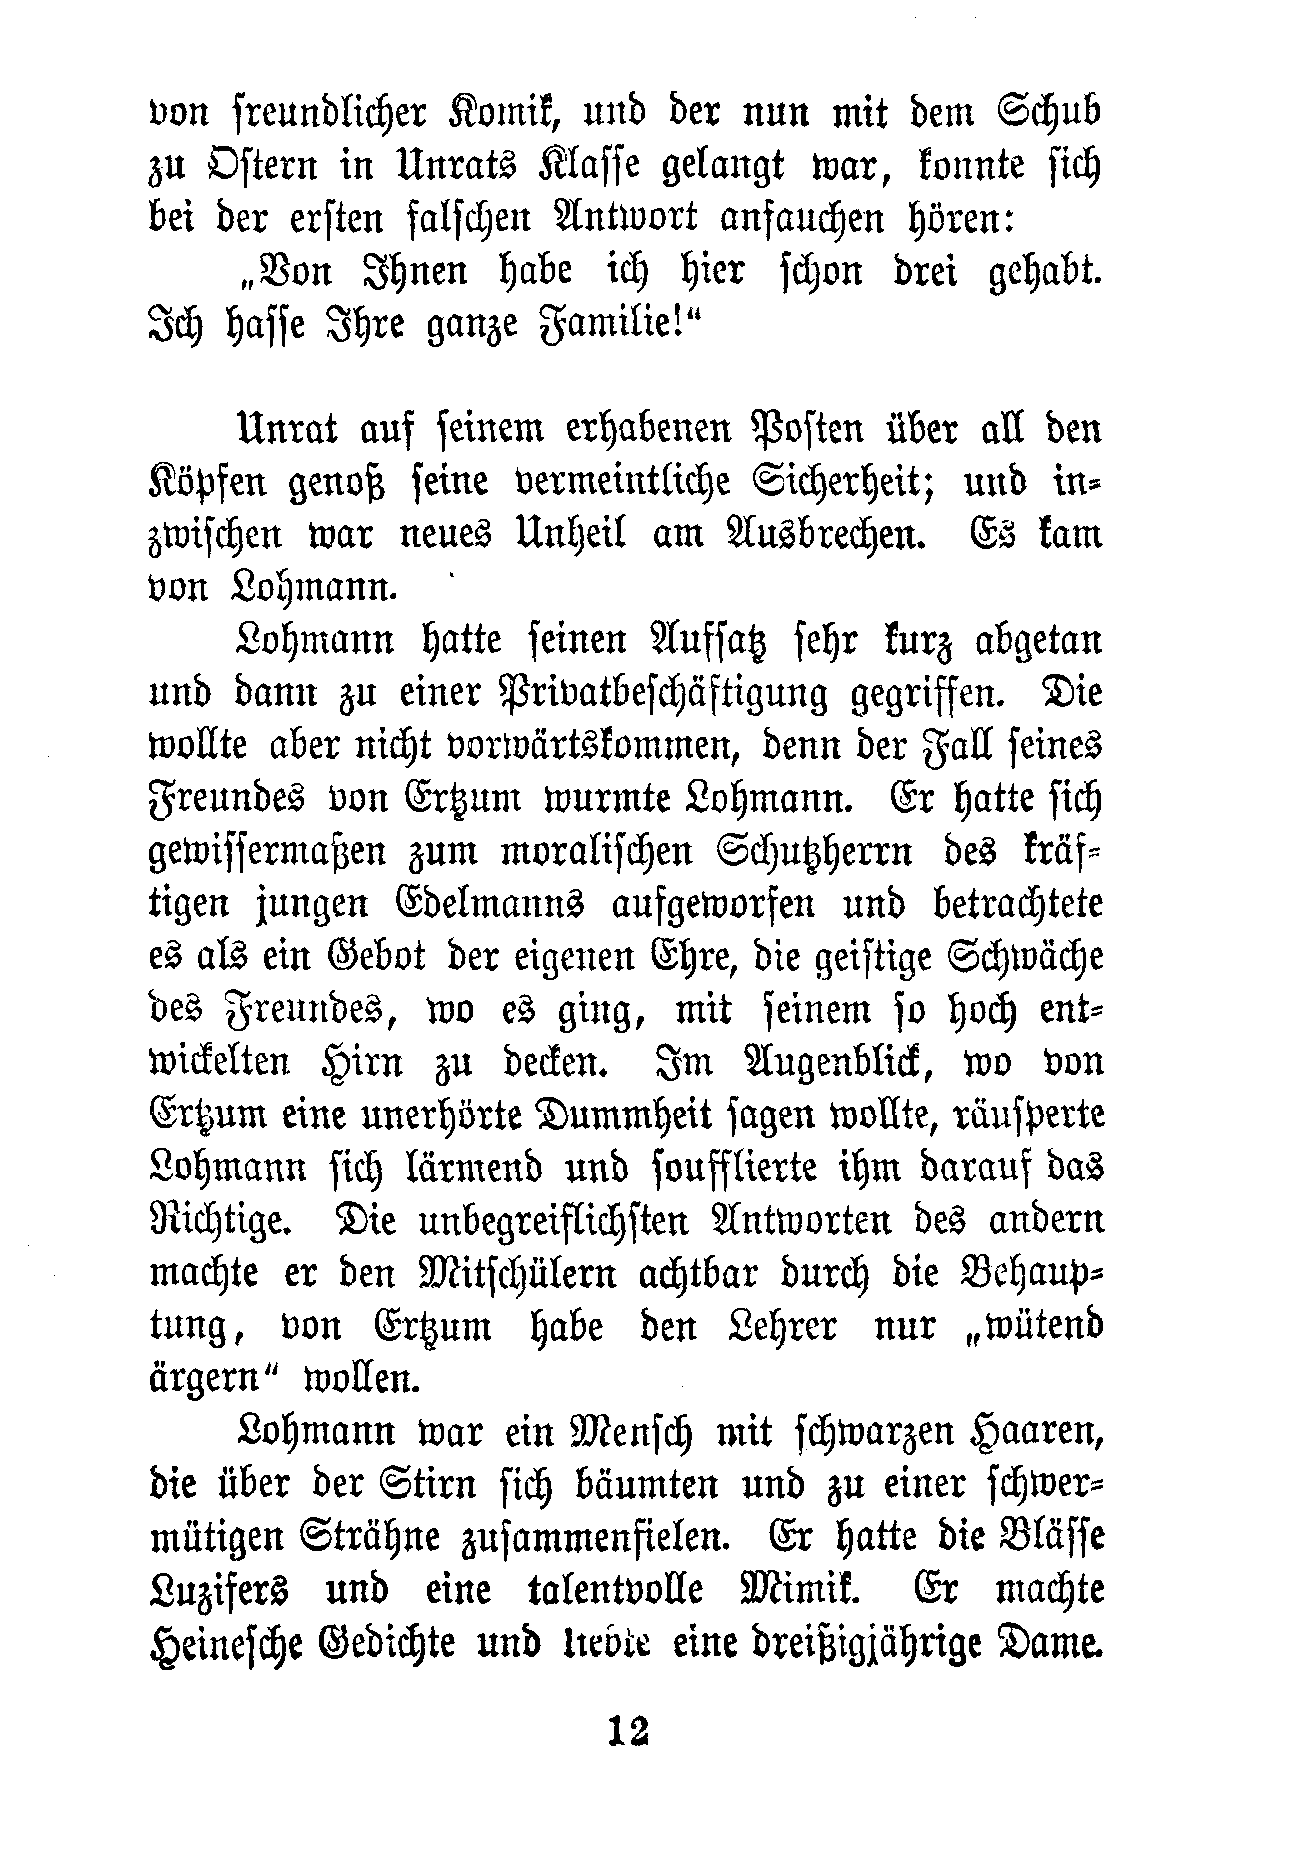 von freundlicher Komik, und der nun mit dem Schub
zu Ostern in Unrats Klasse gelangt war, konnte sich
bei der ersten falschen Antwort anfauchen hören:
„Von Ihnen habe ich hier schon drei gehabt.
Ich hasse Ihre ganze Familie!“
Unrat auf seinem erhabenen Posten über all den
Köpfen genoß seine vermeintliche Sicherheit; und in-
zwischen war neues Unheil am Ausbrechen. Es kam
von Lohmann.
Lohmann hatte seinen Aufsatz sehr kurz abgetan
und dann zu einer Privatbeschäftigung gegriffen. Die
wollte aber nicht vorwärtskommen, denn der Fall seines
Freundes von Ertzum wurmte Lohmann. Er hatte sich
gewissermaßen zum moralischen Schutzherrn des kräf-
tigen jungen Edelmanns aufgeworfen und betrachtete
es als ein Gebot der eigenen Ehre, die geistige Schwäche
des Freundes, wo es ging, mit seinem so hoch ent-
wickelten Hirn zu decken. Im Augenblick, wo von
Ertzum eine unerhörte Dummheit sagen wollte, räusperte
Lohmann sich lärmend und soufflierte ihm darauf das
Richtige. Die unbegreiflichsten Antworten des andern
machte er den Mitschülern achtbar durch die Behaup-
tung, von Ertzum habe den Lehrer nur „wütend
ärgern“ wollen.
Lohmann war ein Mensch mit schwarzen Haaren,
die über der Stirn sich bäumten und zu einer schwer-
mütigen Strähne zusammenfielen. Er hatte die Blässe
Luzifers und eine talentvolle Mimik. Er machte
Heinesche Gedichte und liebte eine dreißigjährige Dame.
12